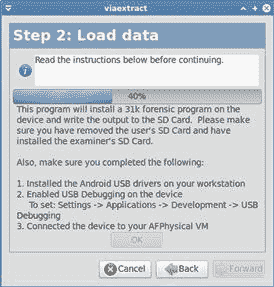 viaextract
Step 2: Load data
Read the instructions below before continuing.
40%
This program will install a 31k forensic program on the
device and write the output to the SD Card. Please make
sure you have removed the user's SD Card and have
installed the examiner's SD Card.
Also, make sure you completed the following:
1. Installed the Android USB drivers on your workstation
2. Enabled USB Debugging on the device
To set: Settings -> Applications -> Development -> USB
Debugging
3. Connected the device to your AFPhysical VM
OK
Cancel
Back
Forward